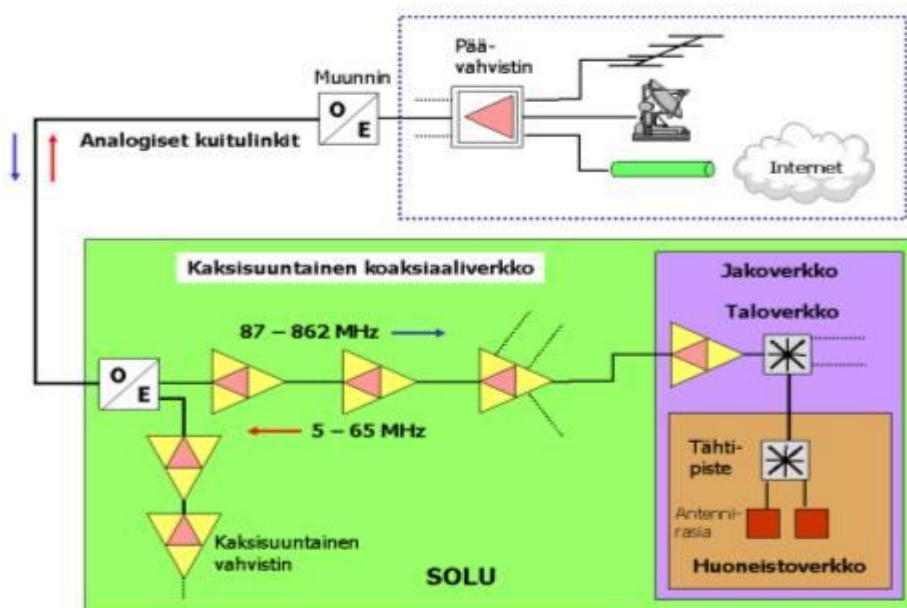 Pää-
vahvistin
Muunnin
O
E
Analogiset kuitulinkit
Internet
Kaksisuuntainen koaksiaaliverkko
Jakoverkko
Taloverkko
87 – 862 MHz
O
E
5 – 65 MHz
Tähti-
piste
Antenni-
rasia
Kaksisuuntainen
vahvistin
Huoneistoverkko
SOLU